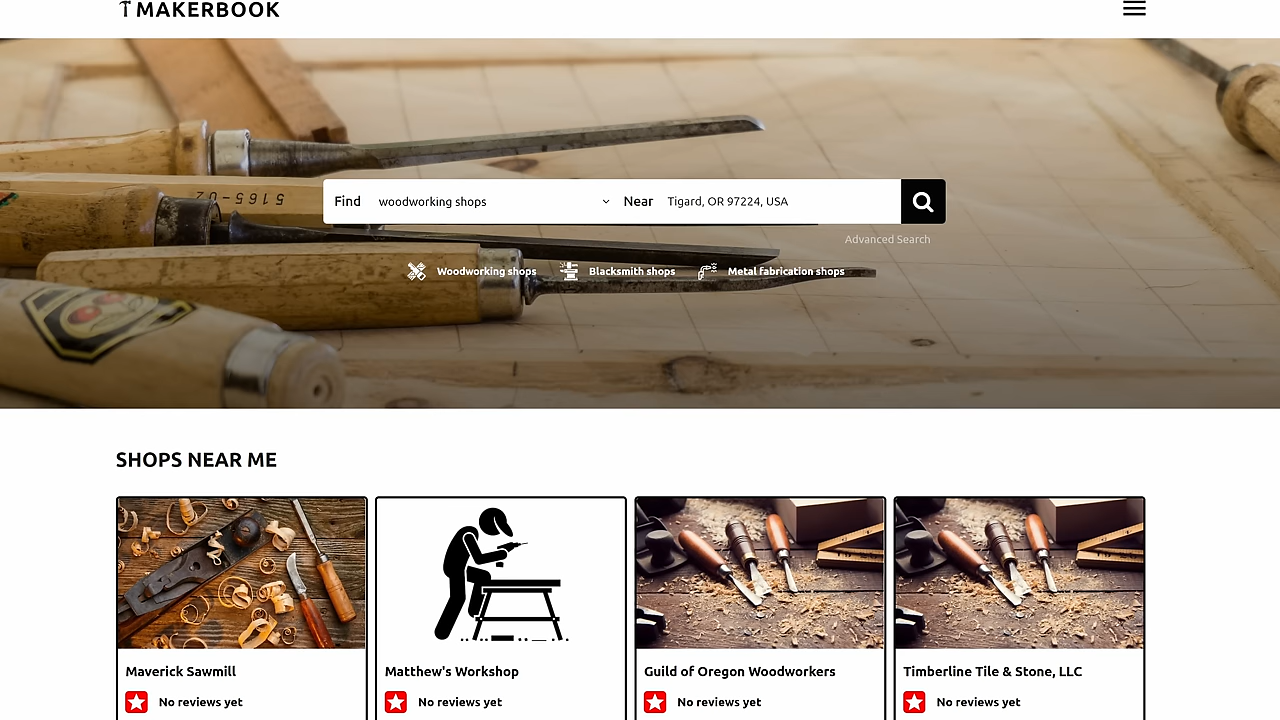 MAKERBOOK
5165-02
Find woodworking shops Near Tigard, OR 97224, USA
Advanced Search
Woodworking shops Blacksmith shops Metal fabrication shops
SHOPS NEAR ME
Maverick Sawmill
No reviews yet
Matthew's Workshop
No reviews yet
Guild of Oregon Woodworkers
No reviews yet
Timberline Tile & Stone, LLC
No reviews yet